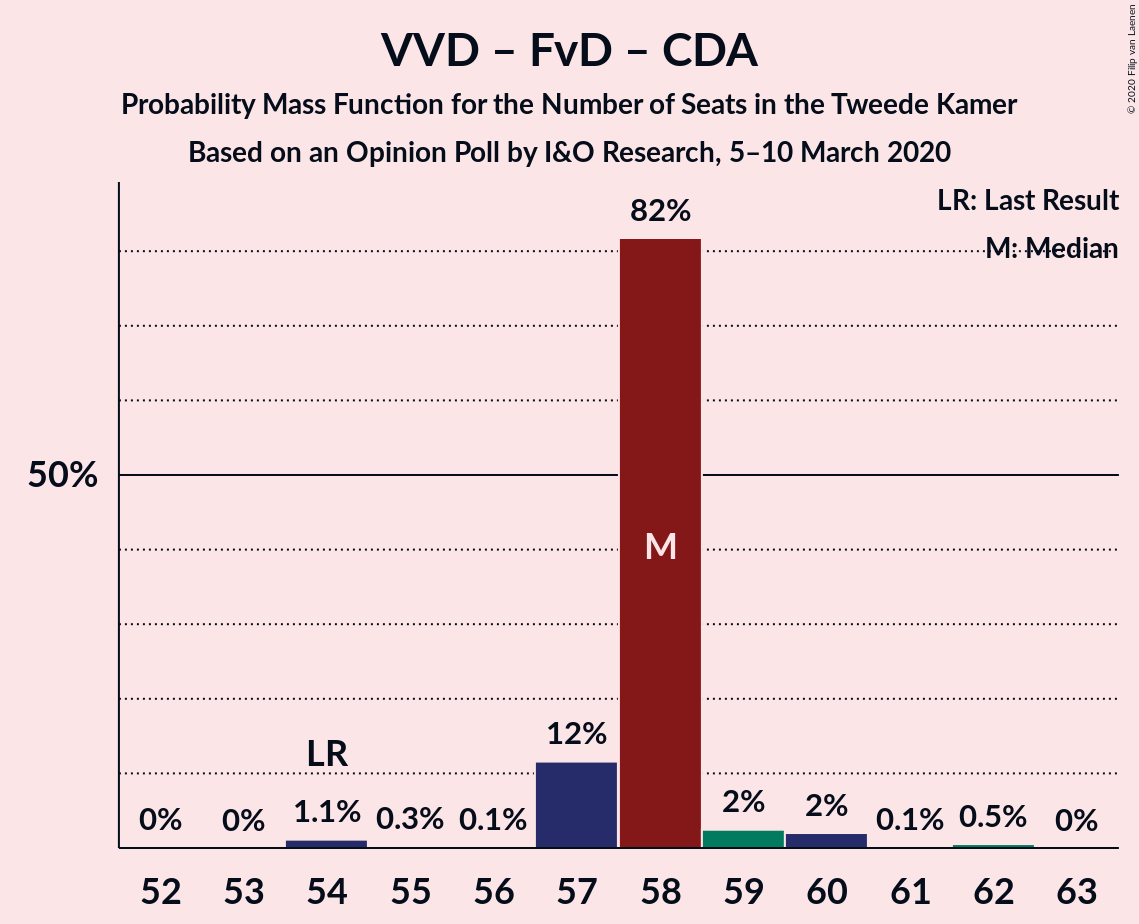 VVD – FvD – CDA
Probability Mass Function for the Number of Seats in the Tweede Kamer
Based on an Opinion Poll by I&O Research, 5–10 March 2020
© 2020 Filip van Laenen
LR: Last Result
M: Median
50%
82%
M
12%
LR
0%
0%
1.1%
0.3%
0.1%
2%
2%
0.1%
0.5%
0%
52 53 54 55 56 57 58 59 60 61 62 63